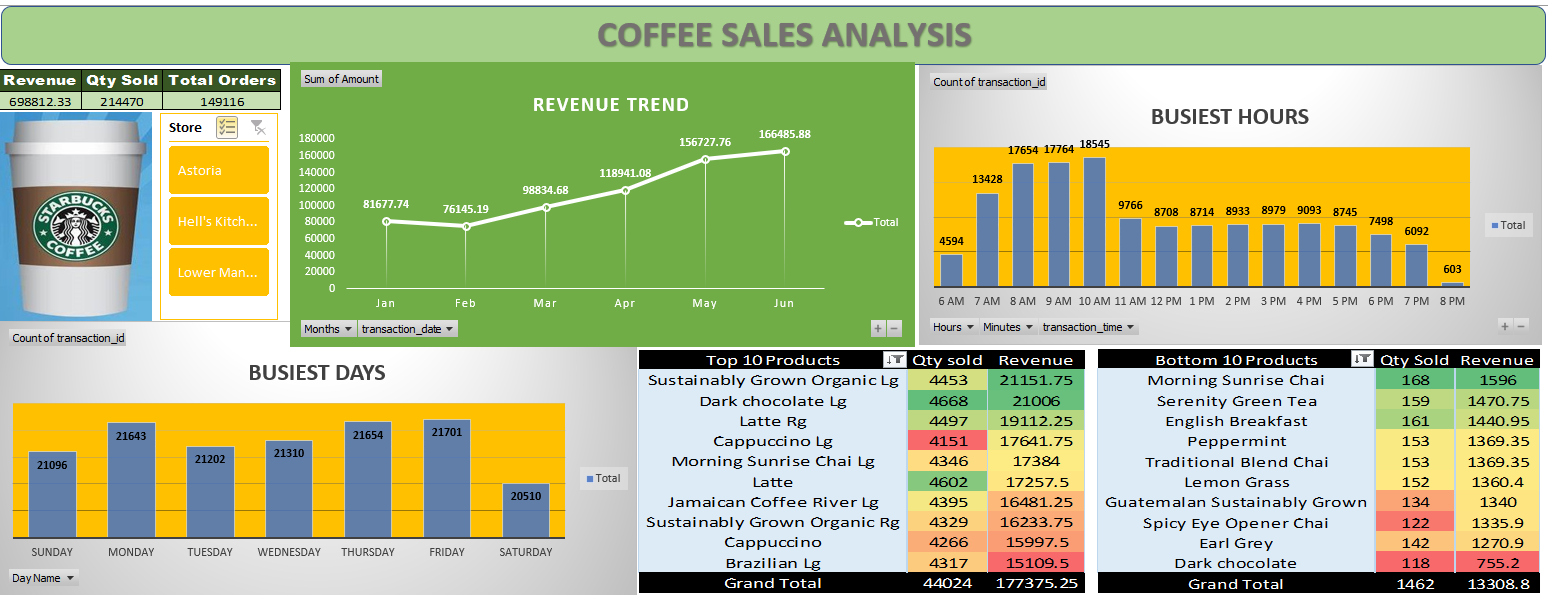 COFFEE SALES ANALYSIS
Revenue Qty Sold Total Orders
698812.33 214470 149116
STARBUCKS
COFFEE
Store
Astoria
Hell's Kitch...
Lower Man...
Sum of Amount
REVENUE TREND
180000
160000
140000
120000
100000
80000
60000
40000
20000
0
81677.74 76145.19 98834.68 118941.08 156727.76 166485.88
Jan Feb Mar Apr May Jun
Total
Months transaction_date
+ −
Count of transaction_id
BUSIEST HOURS
4594 13428 17654 17764 18545 9766 8708 8714 8933 8979 9093 8745 7498 6092 603
6 AM 7 AM 8 AM 9 AM 10 AM 11 AM 12 PM 1 PM 2 PM 3 PM 4 PM 5 PM 6 PM 7 PM 8 PM
Total
Hours Minutes transaction_time
+ −
Count of transaction_id
BUSIEST DAYS
21096 21643 21202 21310 21654 21701 20510
SUNDAY MONDAY TUESDAY WEDNESDAY THURSDAY FRIDAY SATURDAY
Total
Day Name
Top 10 Products Qty sold Revenue
Sustainably Grown Organic Lg 4453 21151.75
Dark chocolate Lg 4668 21006
Latte Rg 4497 19112.25
Cappuccino Lg 4151 17641.75
Morning Sunrise Chai Lg 4346 17384
Latte 4602 17257.5
Jamaican Coffee River Lg 4395 16481.25
Sustainably Grown Organic Rg 4329 16233.75
Cappuccino 4266 15997.5
Brazilian Lg 4317 15109.5
Grand Total 44024 177375.25
Bottom 10 Products Qty Sold Revenue
Morning Sunrise Chai 168 1596
Serenity Green Tea 159 1470.75
English Breakfast 161 1440.95
Peppermint 153 1369.35
Traditional Blend Chai 153 1369.35
Lemon Grass 152 1360.4
Guatemalan Sustainably Grown 134 1340
Spicy Eye Opener Chai 122 1335.9
Earl Grey 142 1270.9
Dark chocolate 118 755.2
Grand Total 1462 13308.8